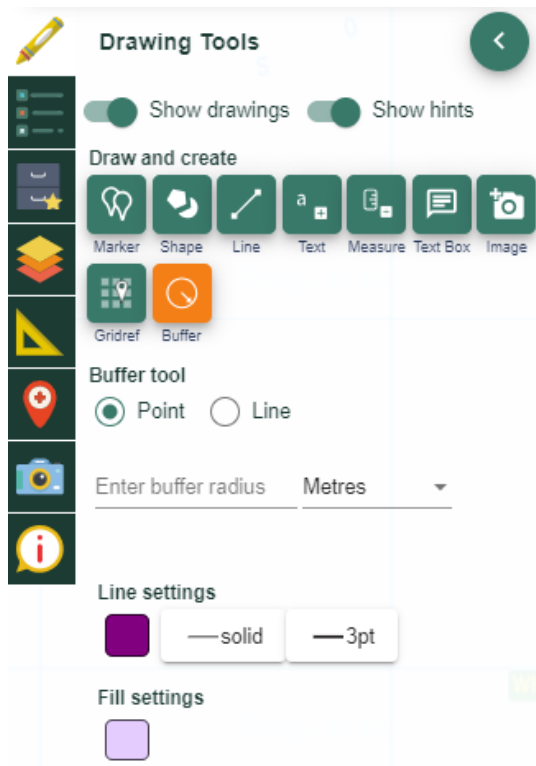 Drawing Tools
Show drawings Show hints
Draw and create
a
Marker Shape Line Text Measure Text Box Image
Gridref Buffer
Buffer tool
Point Line
Enter buffer radius Metres
Line settings
solid 3pt
Fill settings